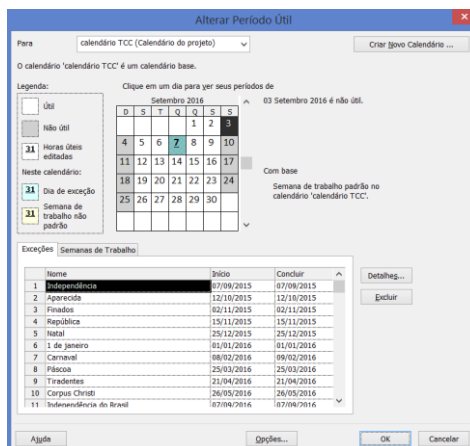 Alterar Período Útil
Para calendário TCC (Calendário do projeto) Criar Novo Calendário ...
O calendário 'calendário TCC' é um calendário base.
Legenda: Clique em um dia para ver seus períodos de
Útil
Não útil
31 Horas úteis editadas
Neste calendário:
31 Dia de exceção
31 Semana de trabalho não padrão
Setembro 2016
D S T Q Q S S
1 2 3
4 5 6 7 8 9 10
11 12 13 14 15 16 17
18 19 20 21 22 23 24
25 26 27 28 29 30
03 Setembro 2016 é não útil.
Com base
Semana de trabalho padrão no
calendário 'calendário TCC'.
Exceções Semanas de Trabalho
Nome Início Concluir
1 Independência 07/09/2015 07/09/2015
2 Aparecida 12/10/2015 12/10/2015
3 Finados 02/11/2015 02/11/2015
4 República 15/11/2015 15/11/2015
5 Natal 25/12/2015 25/12/2015
6 1 de janeiro 01/01/2016 01/01/2016
7 Carnaval 08/02/2016 09/02/2016
8 Páscoa 25/03/2016 25/03/2016
9 Tiradentes 21/04/2016 21/04/2016
10 Corpus Christi 26/05/2016 26/05/2016
11 Independência do Brasil 07/09/2016 07/09/2016
Detalhes...
Excluir
Ajuda Opções... OK Cancelar